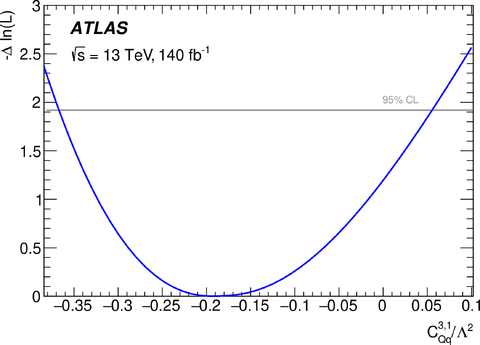 ATLAS
√s = 13 TeV, 140 fb⁻¹
-Δ ln(L)
3
2.5
2
1.5
1
0.5
0
95% CL
−0.35 −0.3 −0.25 −0.2 −0.15 −0.1 −0.05 0 0.05 0.1
C_{Qq}^{3,1}/Λ²